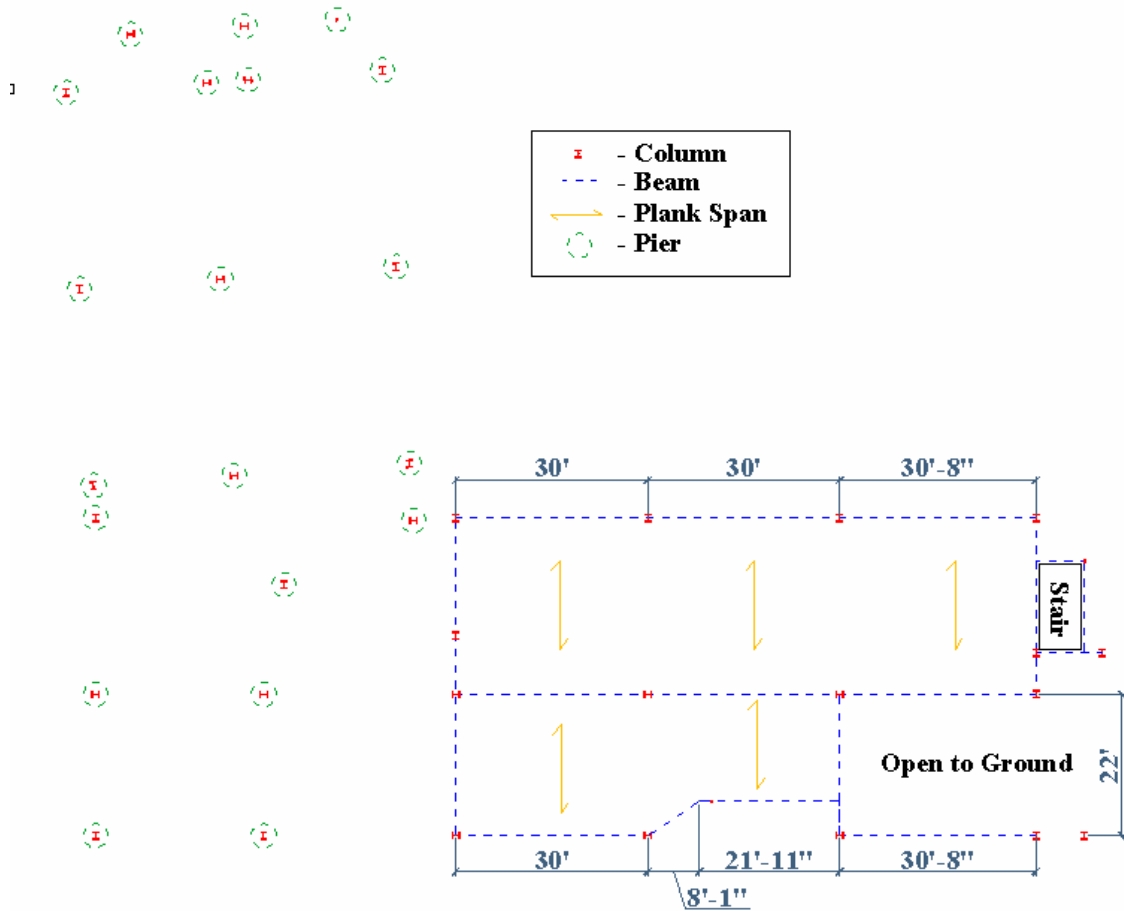 - Column
- Beam
- Plank Span
- Pier
30'
30'
30'-8"
Stair
Open to Ground
22'
30'
21'-11"
30'-8"
8'-1"